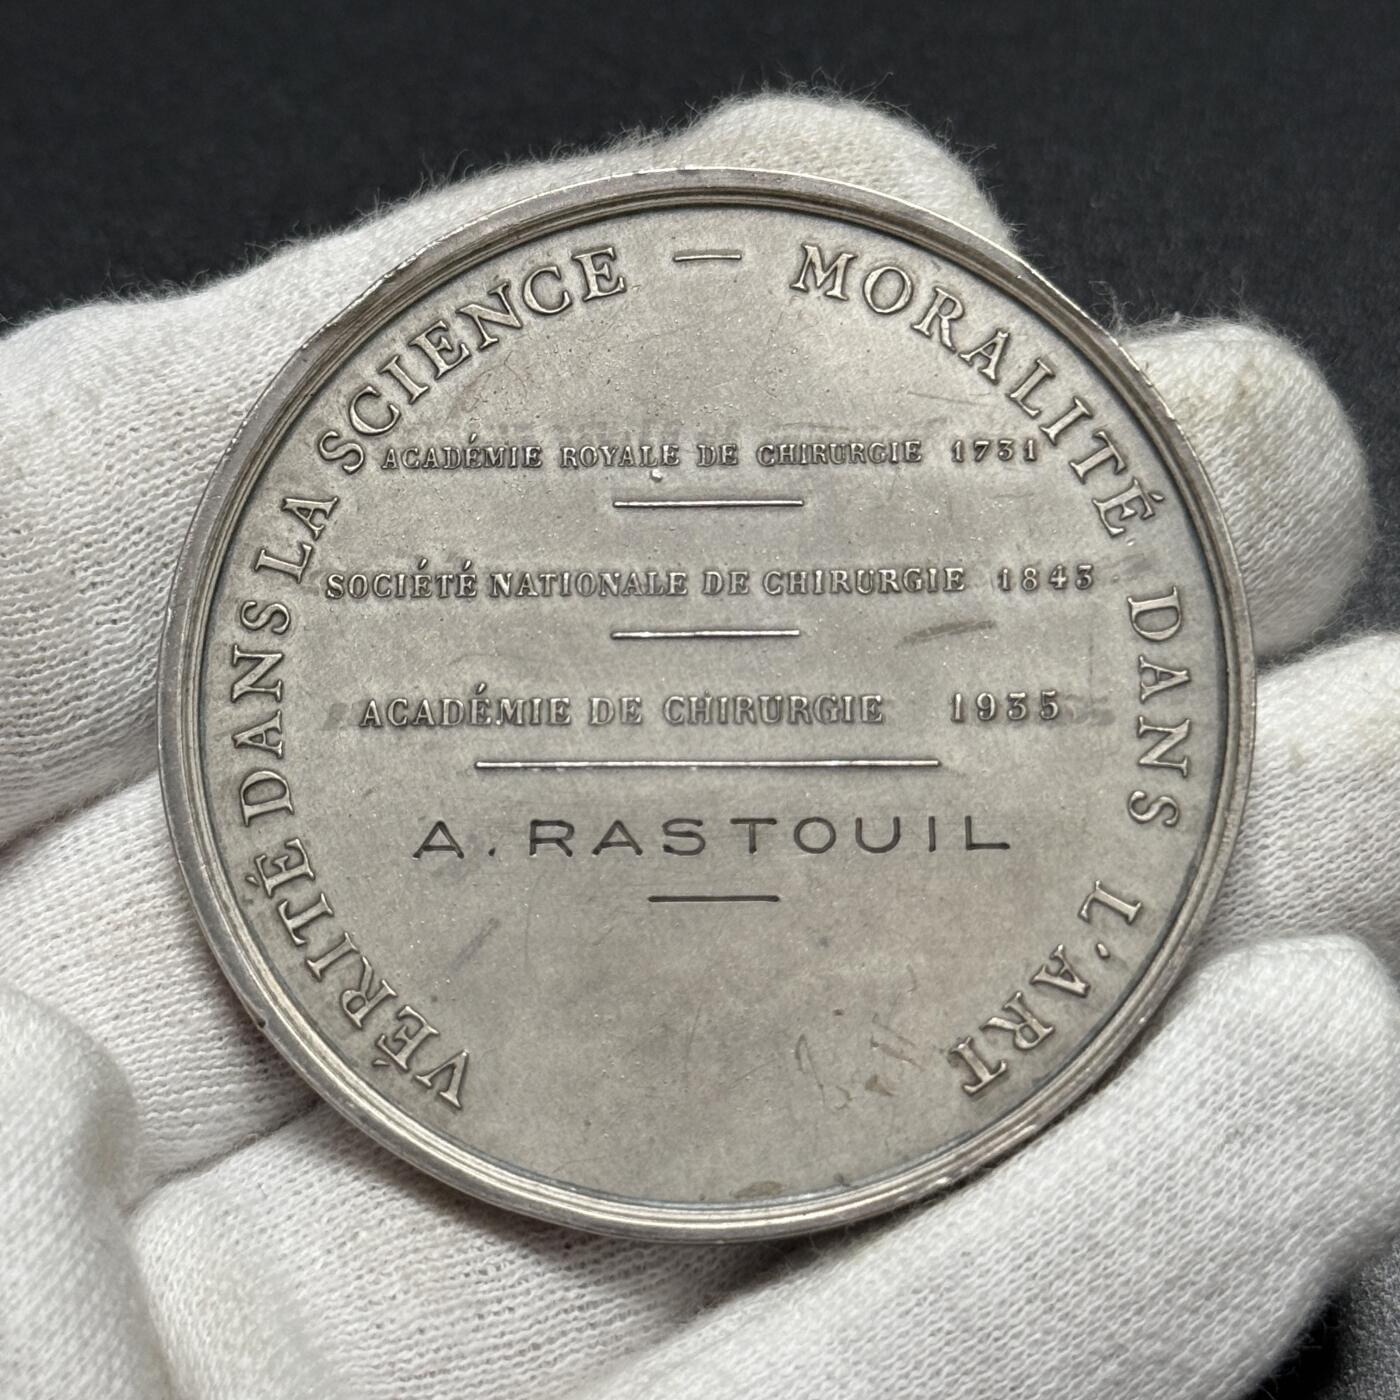 VÉRITÉ DANS LA SCIENCE — MORALITÉ DANS L'ART
ACADÉMIE ROYALE DE CHIRURGIE 1731
SOCIÉTÉ NATIONALE DE CHIRURGIE 1843
ACADÉMIE DE CHIRURGIE 1935
A. RASTOUIL